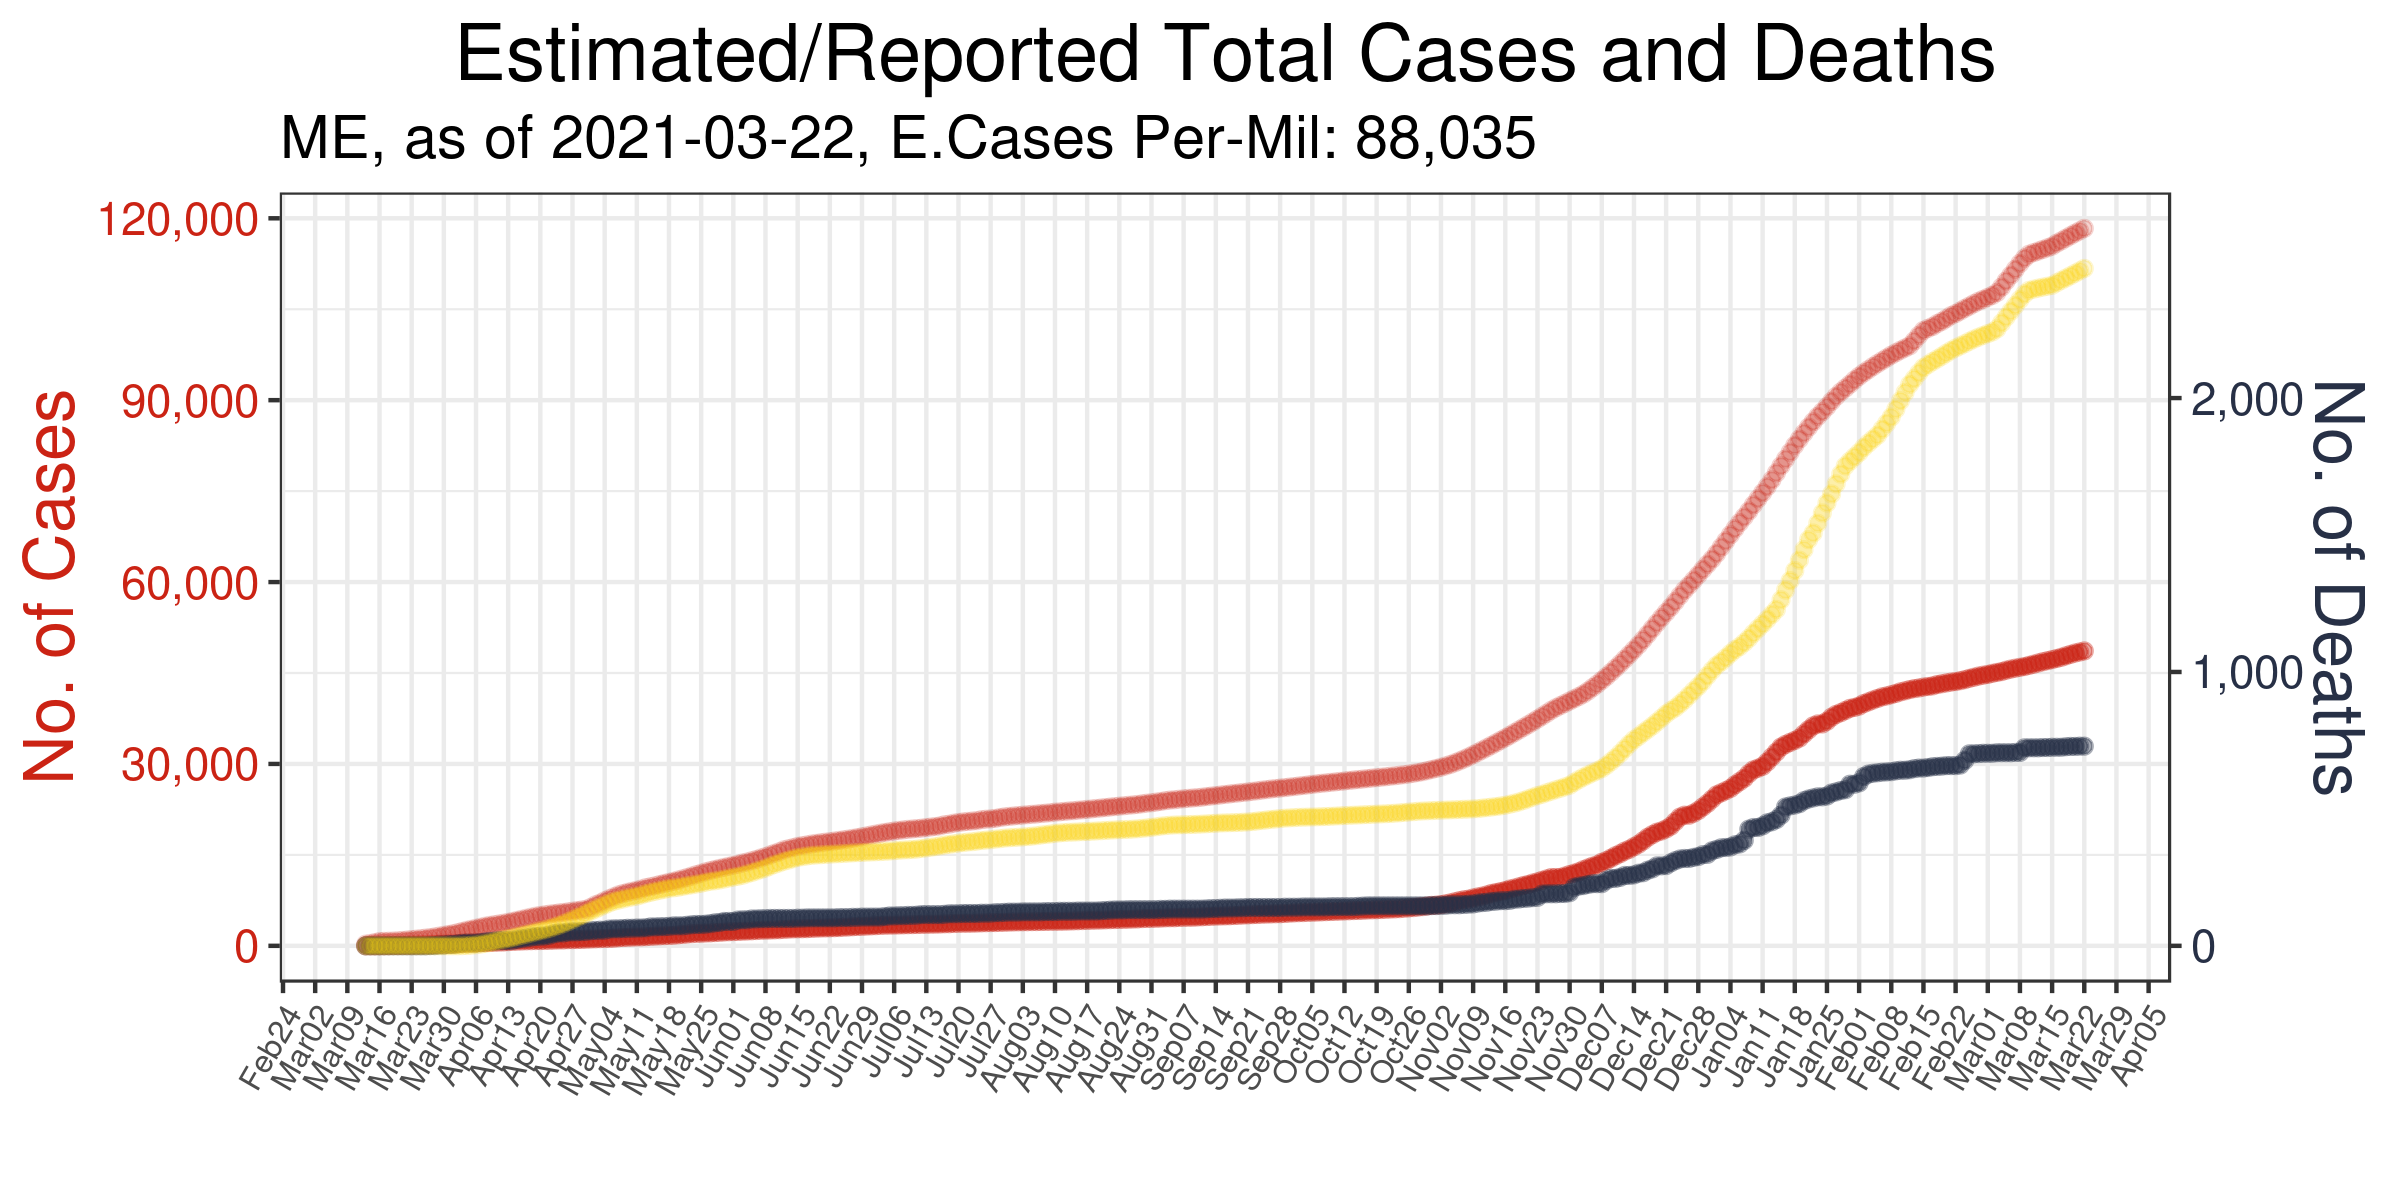 Estimated/Reported Total Cases and Deaths
ME, as of 2021-03-22, E.Cases Per-Mil: 88,035
No. of Cases
120,000
90,000
60,000
30,000
0
2,000
1,000
0
No. of Deaths
Feb24 Mar02 Mar09 Mar16 Mar23 Mar30 Apr06 Apr13 Apr20 Apr27 May04 May11 May18 May25 Jun01 Jun08 Jun15 Jun22 Jun29 Jul06 Jul13 Jul20 Jul27 Aug03 Aug10 Aug17 Aug24 Aug31 Sep07 Sep14 Sep21 Sep28 Oct05 Oct12 Oct19 Oct26 Nov02 Nov09 Nov16 Nov23 Nov30 Dec07 Dec14 Dec21 Dec28 Jan04 Jan11 Jan18 Jan25 Feb01 Feb08 Feb15 Feb22 Mar01 Mar08 Mar15 Mar22 Mar29 Apr05